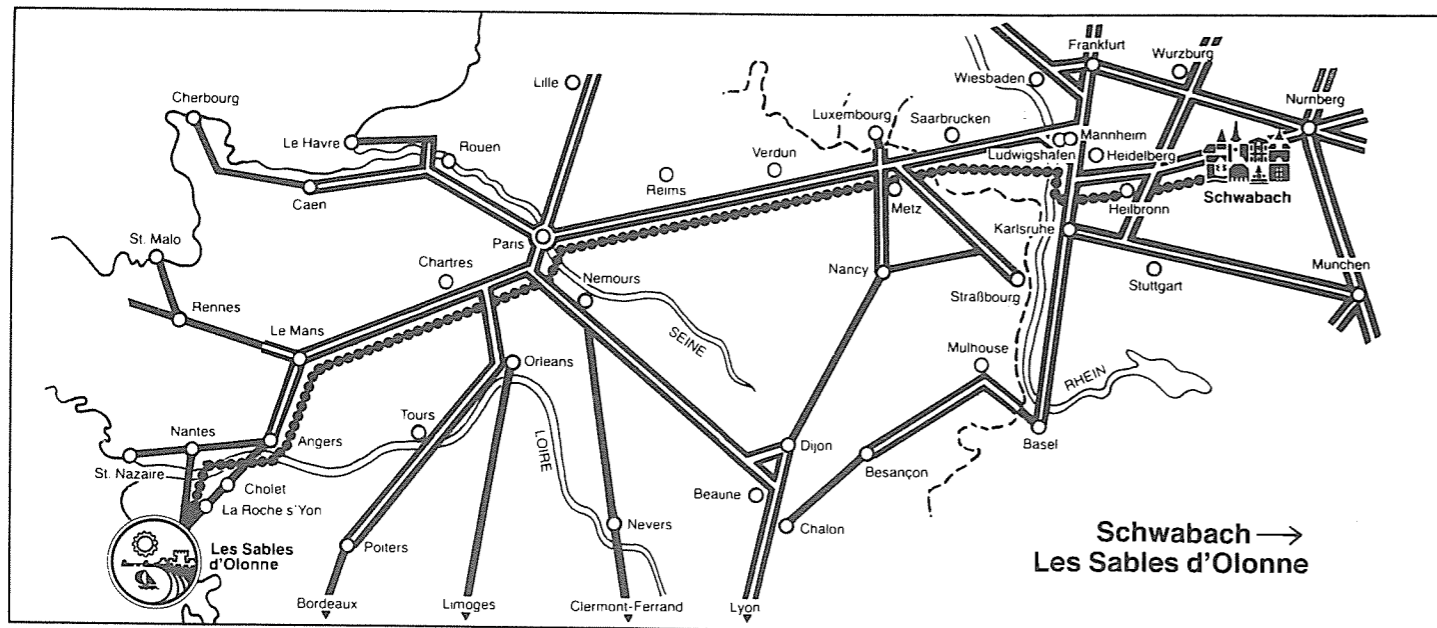 Frankfurt
Wurzburg
Lille
Wiesbaden
Cherbourg
Luxembourg
Saarbrucken
Nurnberg
Le Havre
Rouen
Verdun
Mannheim
Ludwigshafen
Heidelberg
Reims
Caen
Metz
Heilbronn
Schwabach
Paris
Karlsruhe
St. Malo
Chartres
Nemours
Nancy
Straßbourg
Stuttgart
Munchen
Rennes
Le Mans
SEINE
Mulhouse
Orleans
RHEIN
Tours
Nantes
Angers
LOIRE
Dijon
Basel
St. Nazaire
Besançon
Cholet
Beaune
La Roche s'Yon
Nevers
Chalon
Les Sables
d'Olonne
Poitiers
Schwabach →
Les Sables d'Olonne
Bordeaux
Limoges
Clermont-Ferrand
Lyon